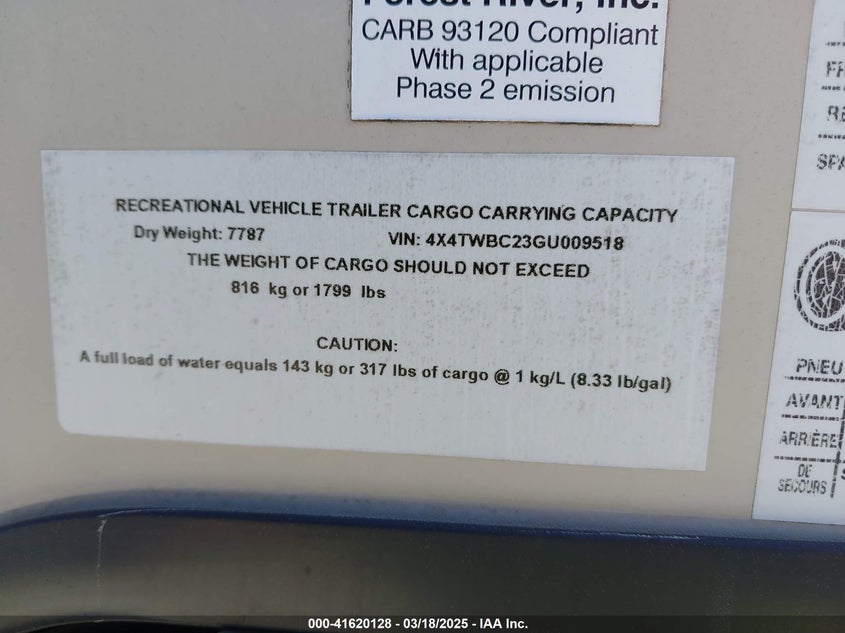 Forest River, Inc.
CARB 93120 Compliant
With applicable
Phase 2 emission
RECREATIONAL VEHICLE TRAILER CARGO CARRYING CAPACITY
Dry Weight: 7787 VIN: 4X4TWBC23GU009518
THE WEIGHT OF CARGO SHOULD NOT EXCEED
816 kg or 1799 lbs
CAUTION:
A full load of water equals 143 kg or 317 lbs of cargo @ 1 kg/L (8.33 lb/gal)
PNEU
AVANT
ARRIÈRE
DE
SECOURS
000-41620128 - 03/18/2025 - IAA Inc.